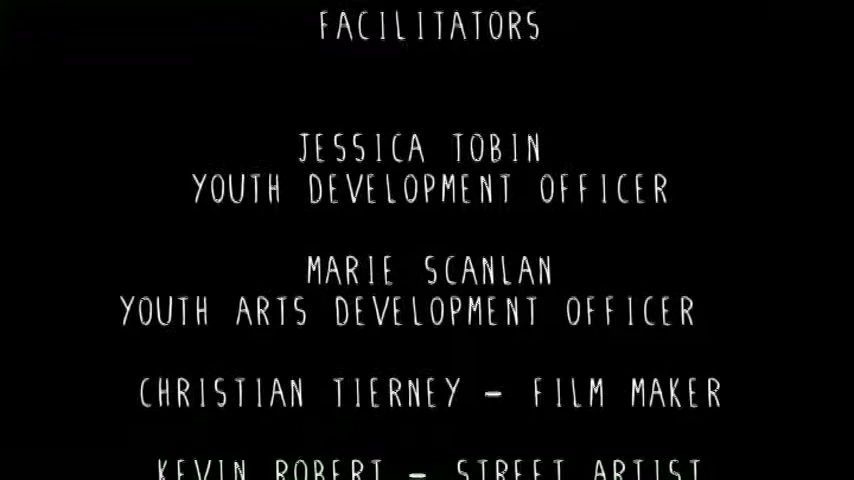 FACILITATORS
JESSICA TOBIN
YOUTH DEVELOPMENT OFFICER
MARIE SCANLAN
YOUTH ARTS DEVELOPMENT OFFICER
CHRISTIAN TIERNEY - FILM MAKER
KEVIN ROBERT - STREET ARTIST